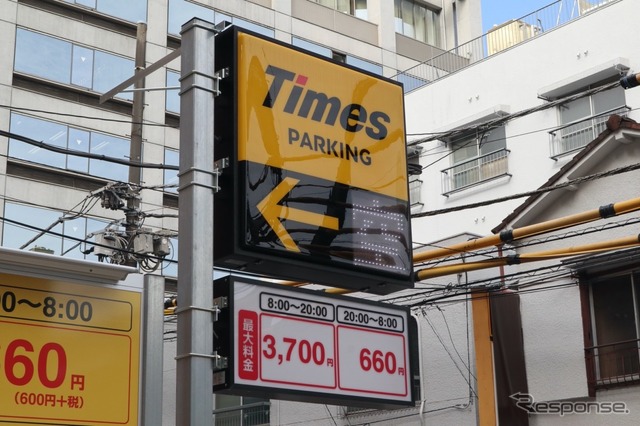 Times
PARKING
8:00〜20:00
20:00〜8:00
最大料金
3,700円
660円
00〜8:00
60円
(600円+税)
Response.